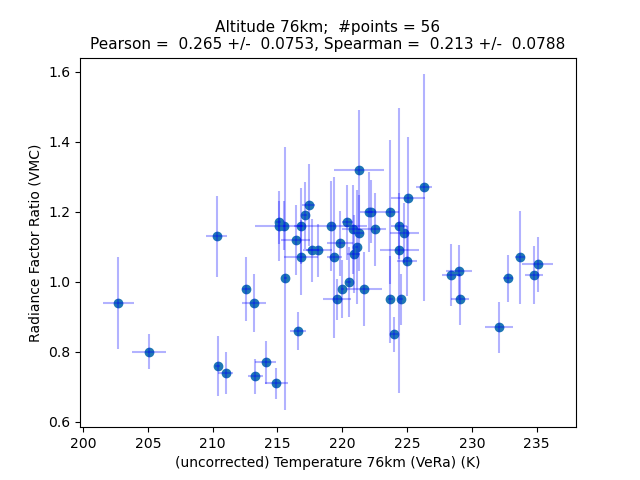 Altitude 76km;  #points = 56
Pearson =  0.265 +/-  0.0753, Spearman =  0.213 +/-  0.0788
1.6
1.4
1.2
1.0
0.8
0.6
Radiance Factor Ratio (VMC)
200 205 210 215 220 225 230 235
(uncorrected) Temperature 76km (VeRa) (K)